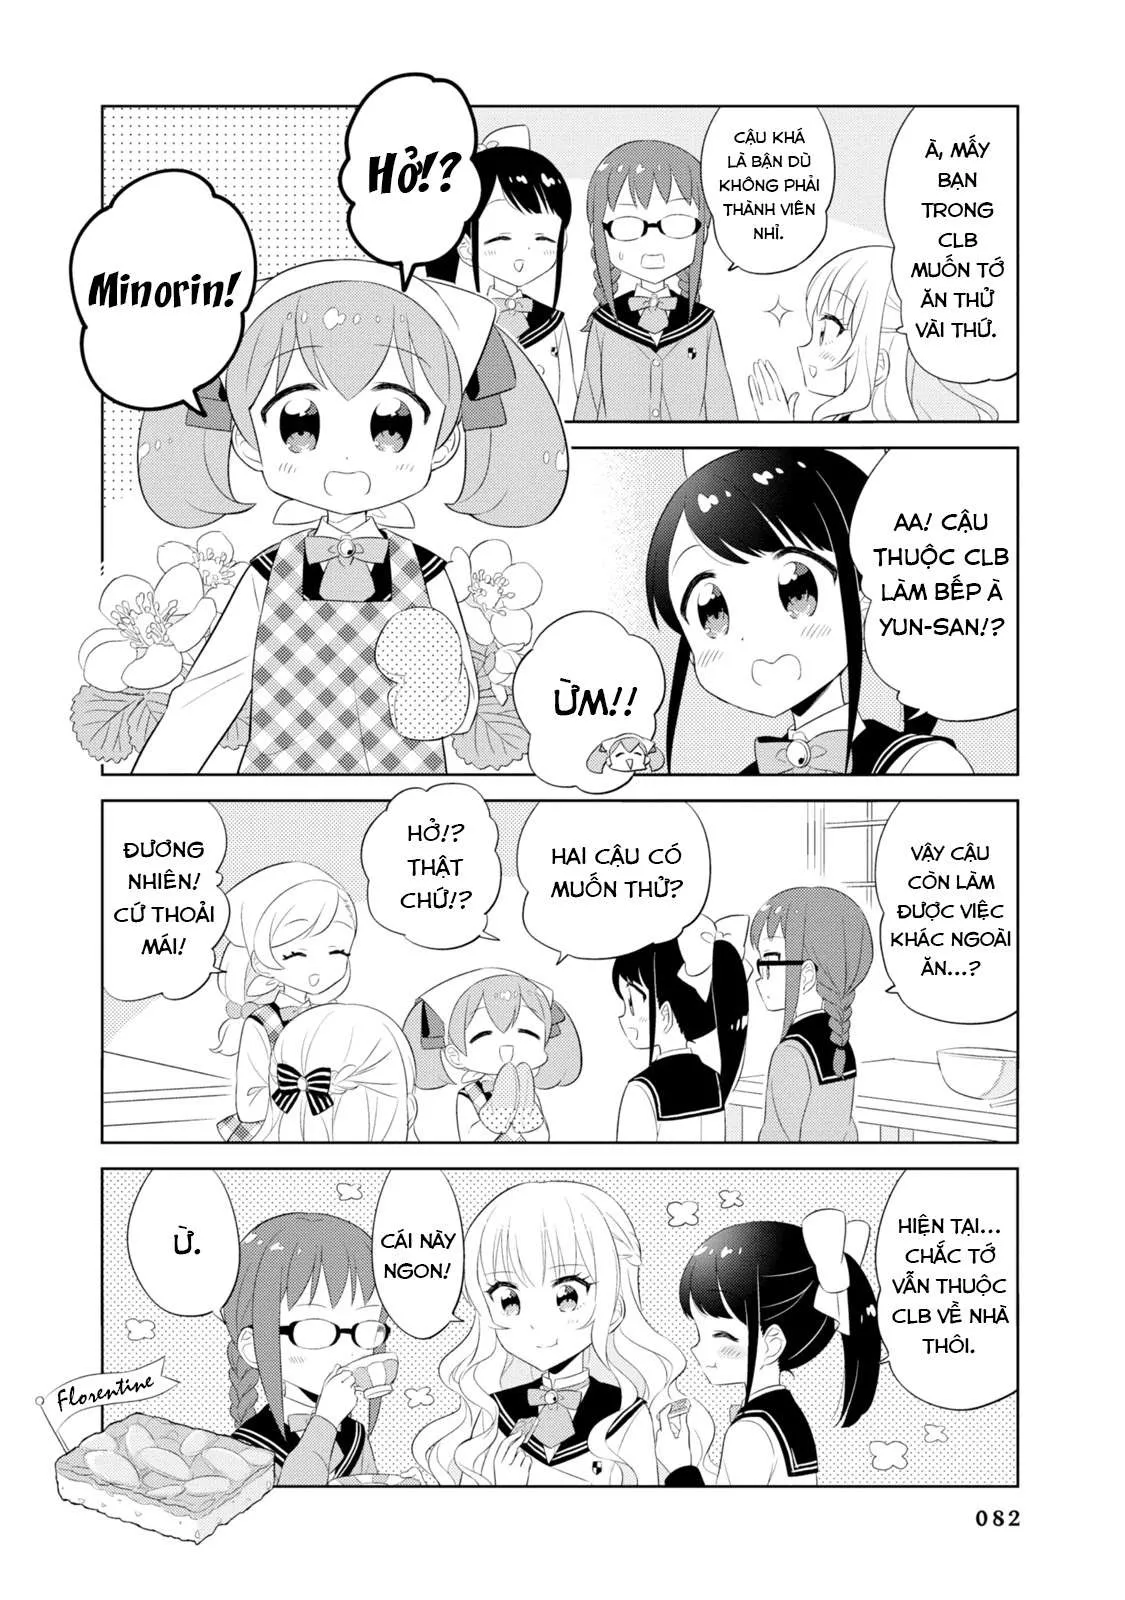 À, MẤY
BẠN
TRONG
CLB
MUỐN TỚ
ĂN THỬ
VÀI THỨ.
CẬU KHÁ
LÀ BẬN DÙ
KHÔNG PHẢI
THÀNH VIÊN
NHỈ.
HỞ!?
Minorin!
AA! CẬU
THUỘC CLB
LÀM BẾP À
YUN-SAN!?
ỪM!!
VẬY CẬU
CÒN LÀM
ĐƯỢC VIỆC
KHÁC NGOÀI
ĂN...?
HAI CẬU CÓ
MUỐN THỬ?
HỞ!?
THẬT
CHỨ!?
ĐƯƠNG
NHIÊN!
CỨ THOẢI
MÁI!
HIỆN TẠI...
CHẮC TỚ
VẪN THUỘC
CLB VỀ NHÀ
THÔI.
CÁI NÀY
NGON!
Ừ.
Florentine
082